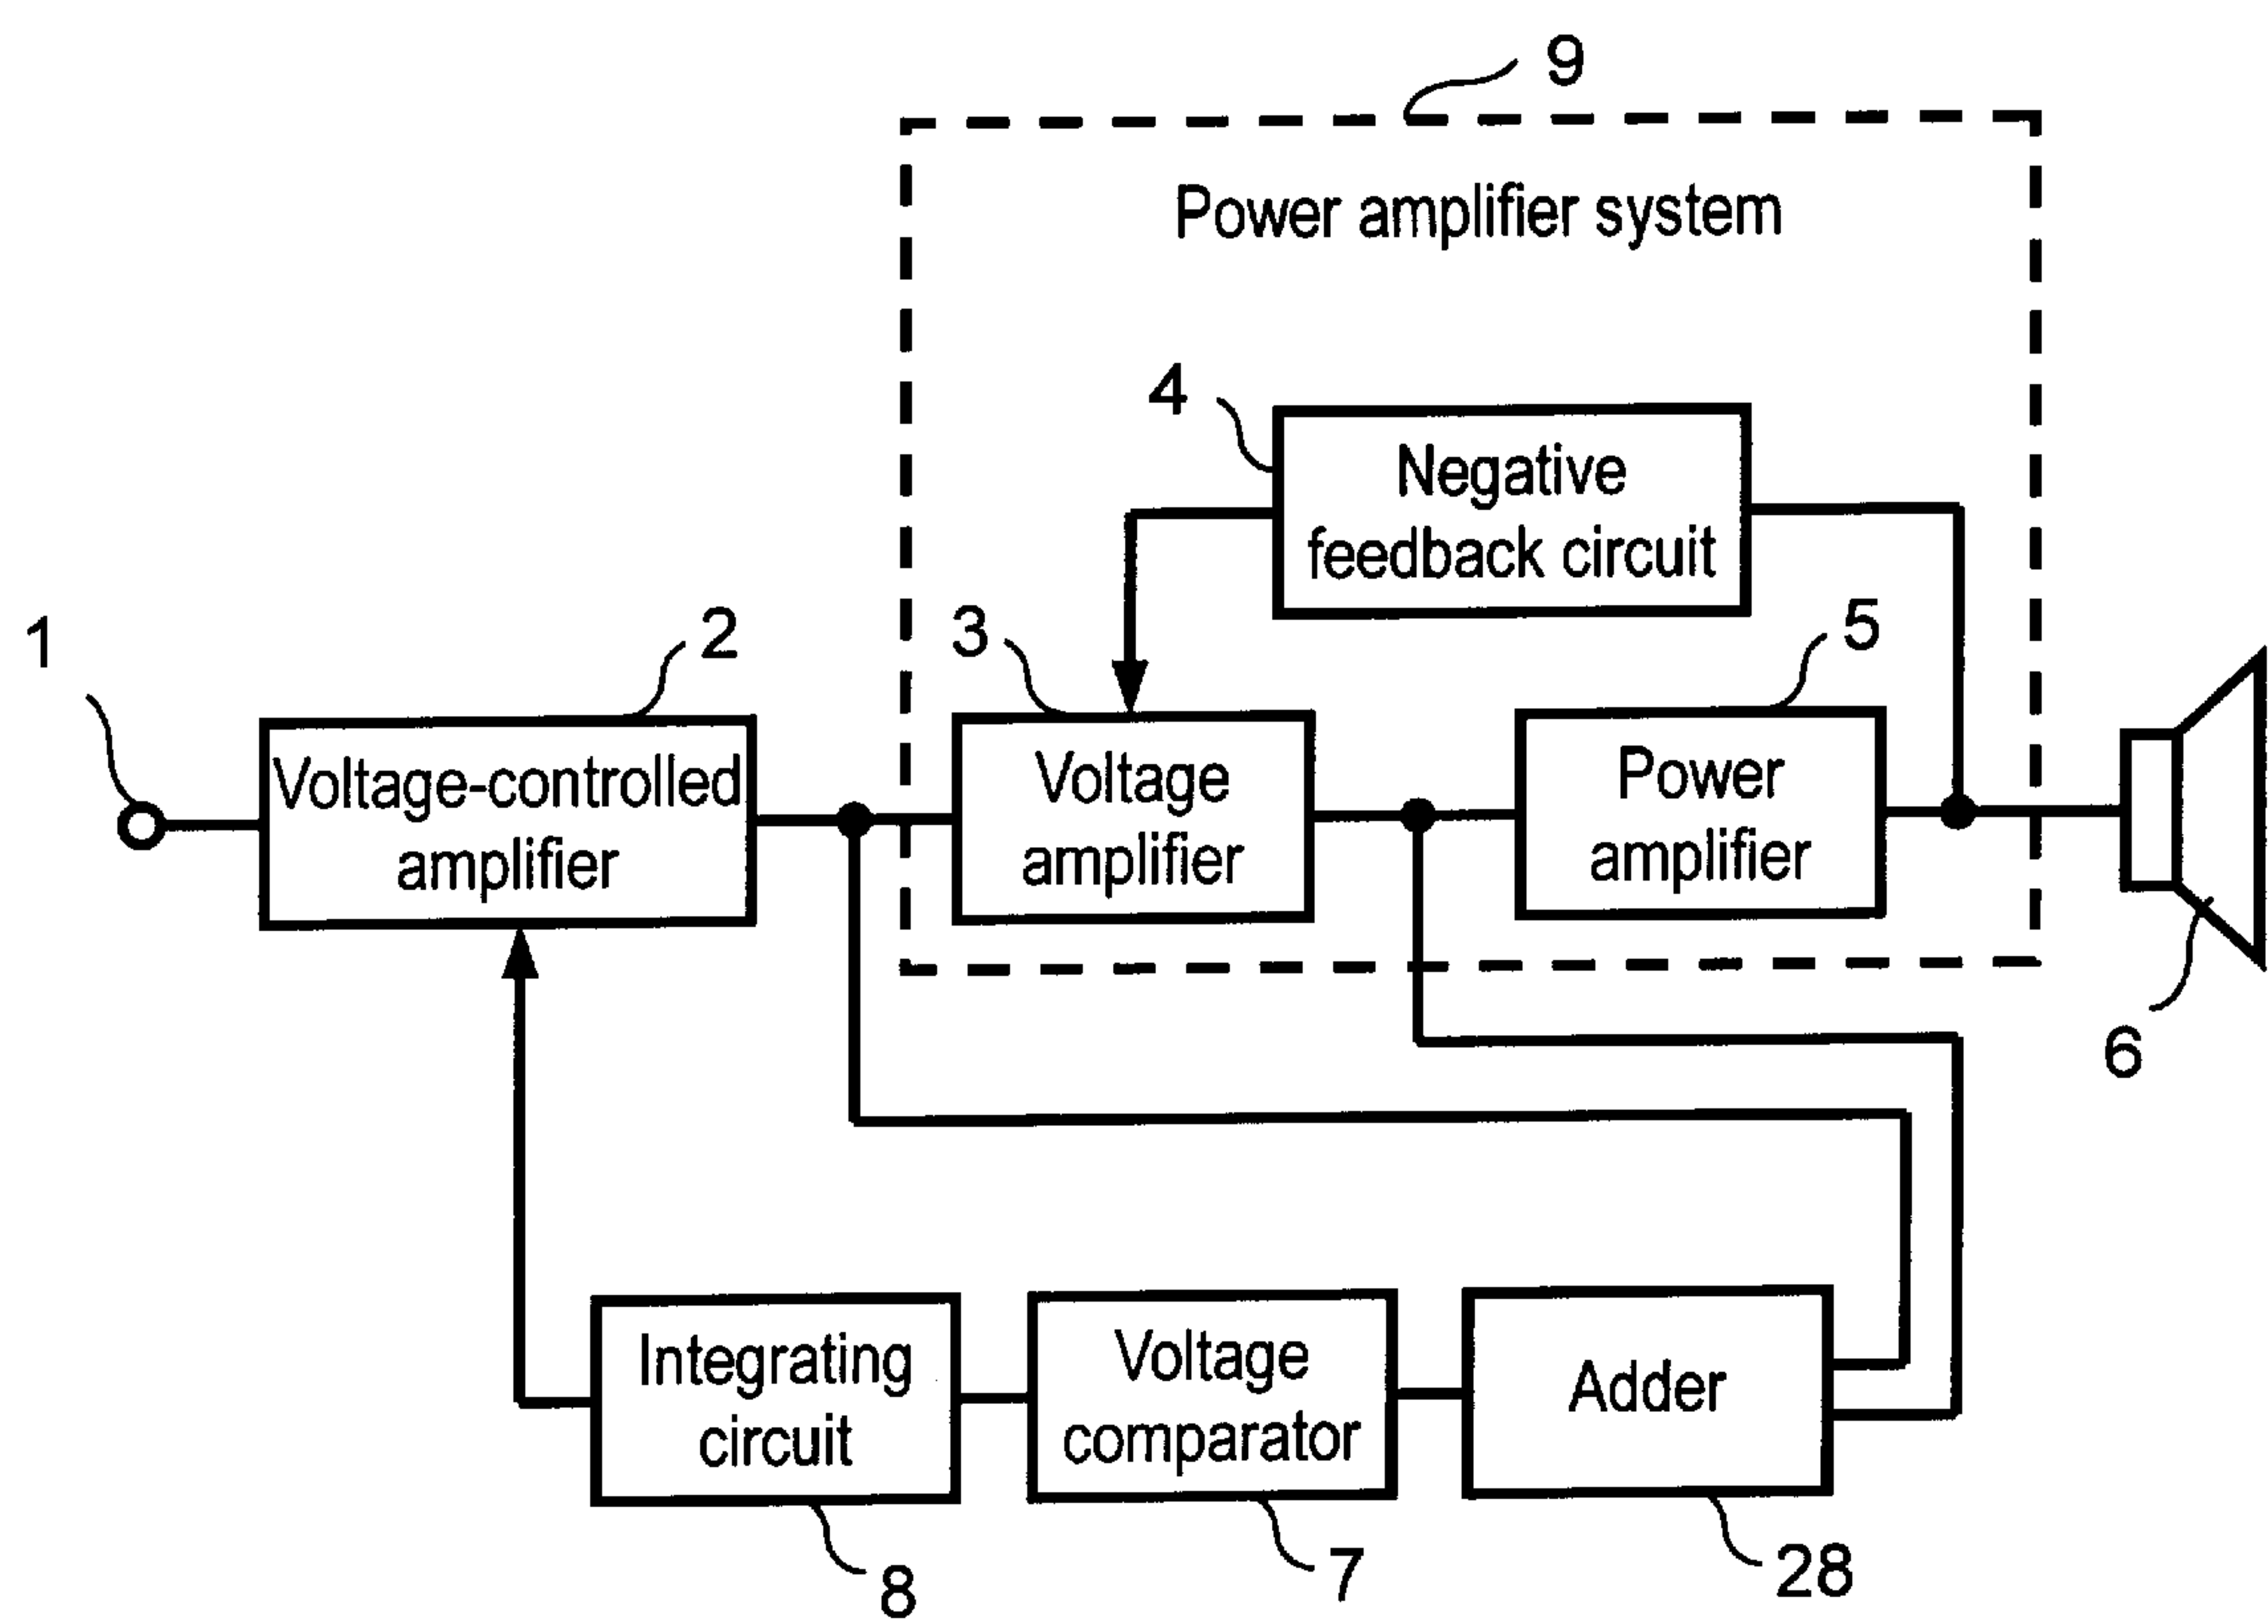 9
Power amplifier system
4
Negative
feedback circuit
1
2
3
5
Voltage-controlled
amplifier
Voltage
amplifier
Power
amplifier
6
Integrating
circuit
Voltage
comparator
Adder
8
7
28